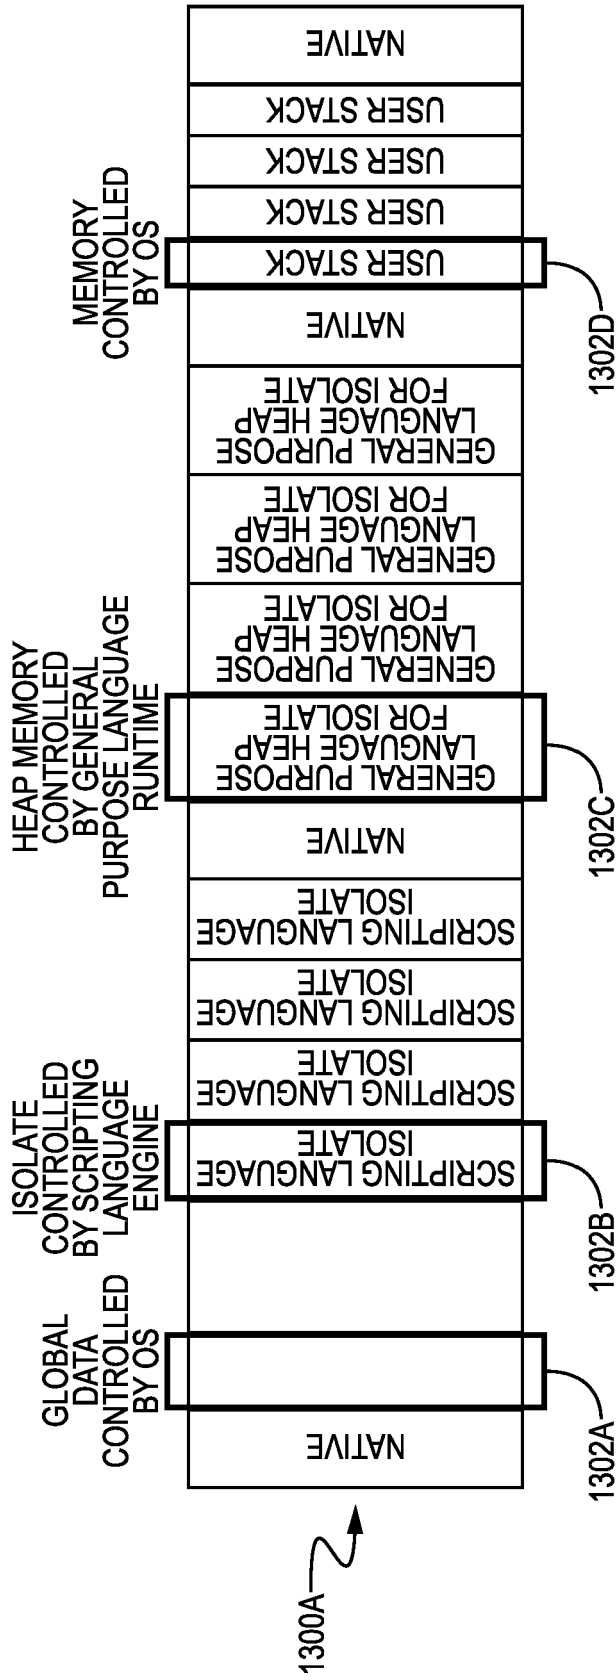 GLOBAL
DATA
CONTROLLED
BY OS
ISOLATE
CONTROLLED
BY SCRIPTING
LANGUAGE
ENGINE
HEAP MEMORY
CONTROLLED
BY GENERAL
PURPOSE LANGUAGE
RUNTIME
MEMORY
CONTROLLED
BY OS
1300A
NATIVE
SCRIPTING LANGUAGE
ISOLATE
SCRIPTING LANGUAGE
ISOLATE
SCRIPTING LANGUAGE
ISOLATE
SCRIPTING LANGUAGE
ISOLATE
NATIVE
GENERAL PURPOSE
LANGUAGE HEAP
FOR ISOLATE
GENERAL PURPOSE
LANGUAGE HEAP
FOR ISOLATE
GENERAL PURPOSE
LANGUAGE HEAP
FOR ISOLATE
GENERAL PURPOSE
LANGUAGE HEAP
FOR ISOLATE
NATIVE
USER STACK
USER STACK
USER STACK
USER STACK
NATIVE
1302A
1302B
1302C
1302D